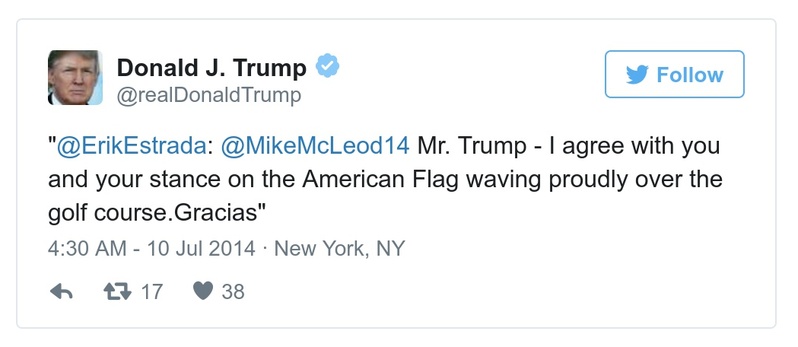 Donald J. Trump
@realDonaldTrump
Follow
"@ErikEstrada: @MikeMcLeod14 Mr. Trump - I agree with you
and your stance on the American Flag waving proudly over the
golf course.Gracias"
4:30 AM - 10 Jul 2014 · New York, NY
17 38